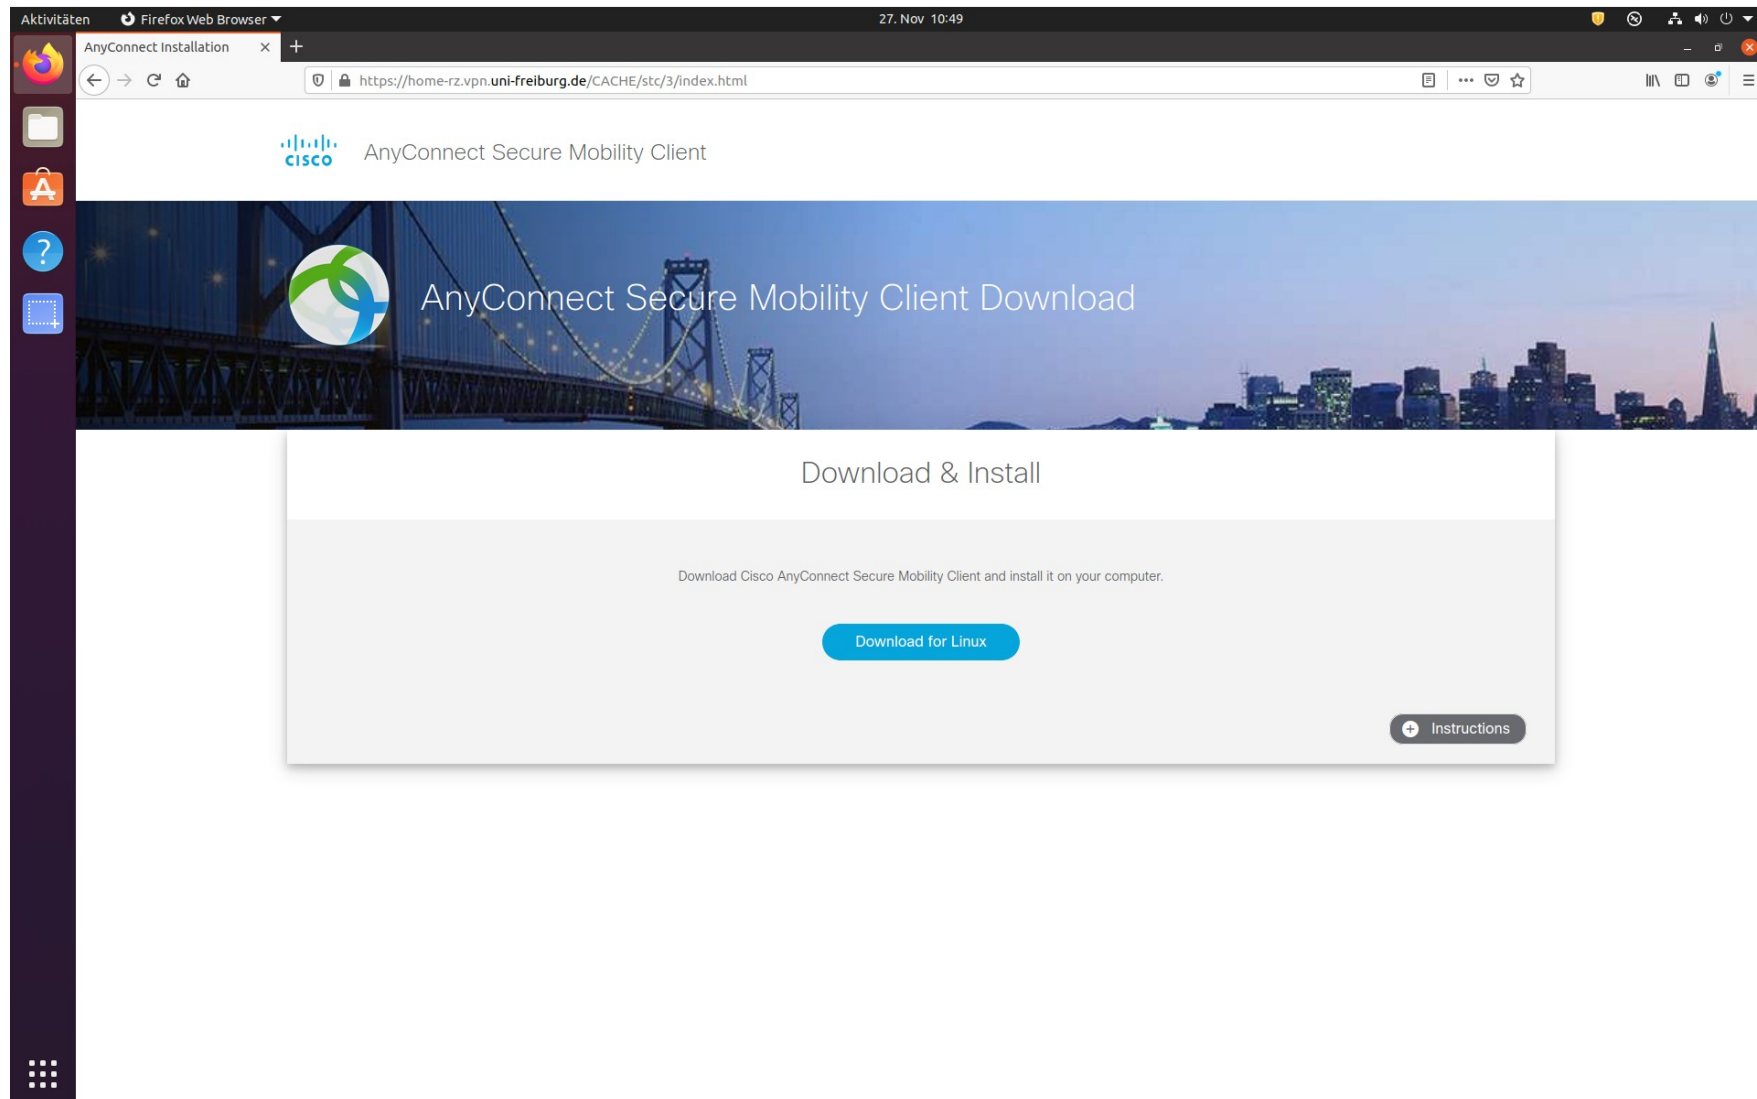 Aktivitäten Firefox Web Browser 27. Nov 10:49
AnyConnect Installation
https://home-rz.vpn.uni-freiburg.de/CACHE/stc/3/index.html
CISCO AnyConnect Secure Mobility Client
AnyConnect Secure Mobility Client Download
Download & Install
Download Cisco AnyConnect Secure Mobility Client and install it on your computer.
Download for Linux
Instructions